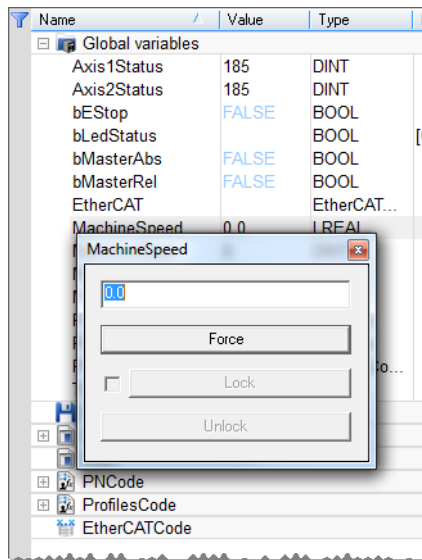 Name Value Type
Global variables
Axis1Status 185 DINT
Axis2Status 185 DINT
bEStop FALSE BOOL
bLedStatus BOOL
bMasterAbs FALSE BOOL
bMasterRel FALSE BOOL
EtherCAT EtherCAT...
MachineSpeed 0.0 LREAL
MachineSpeed
0.0
Force
Lock
Unlock
PNCode
ProfilesCode
EtherCATCode